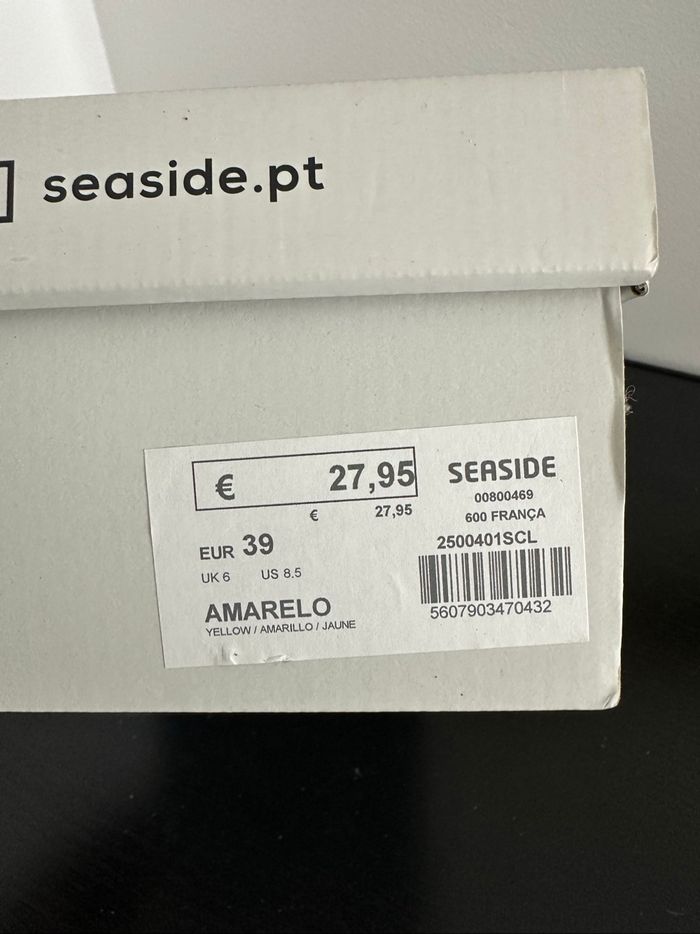 seaside.pt
€ 27,95
€ 27,95
SEASIDE
00800469
600 FRANÇA
2500401SCL
5607903470432
EUR 39
UK 6 US 8.5
AMARELO
YELLOW / AMARILLO / JAUNE